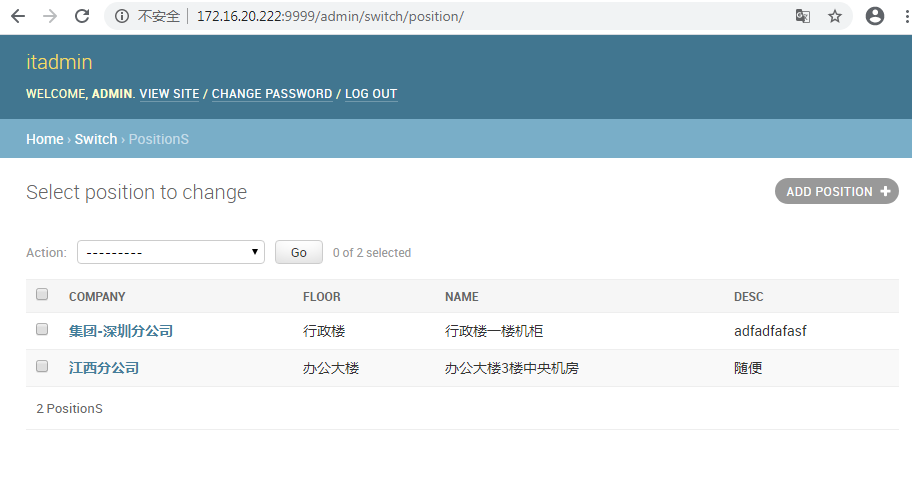 不安全 172.16.20.222:9999/admin/switch/position/
itadmin
WELCOME, ADMIN. VIEW SITE / CHANGE PASSWORD / LOG OUT
Home › Switch › PositionS
Select position to change
ADD POSITION +
Action: --------- Go 0 of 2 selected
COMPANY FLOOR NAME DESC
集团-深圳分公司 行政楼 行政楼一楼机柜 adfadfafasf
江西分公司 办公大楼 办公大楼3楼中央机房 随便
2 PositionS